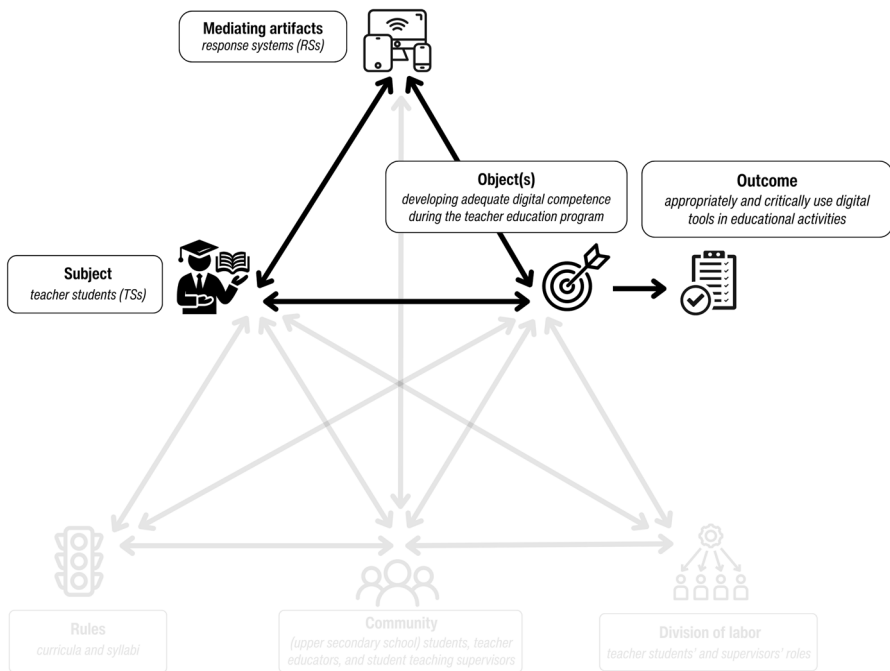 Mediating artifacts
response systems (RSs)
Object(s)
developing adequate digital competence
during the teacher education program
Outcome
appropriately and critically use digital
tools in educational activities
Subject
teacher students (TSs)
Rules
curricula and syllabi
Community
(upper secondary school) students, teacher
educators, and student teaching supervisors
Division of labor
teacher students' and supervisors' roles